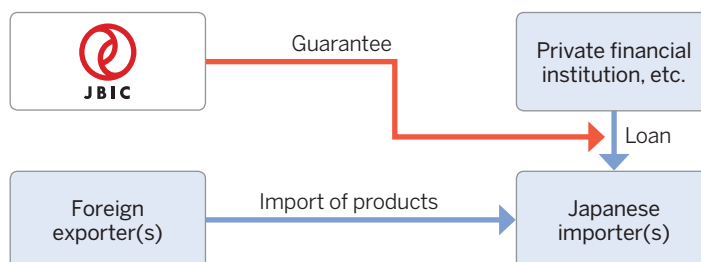 JBIC
Guarantee
Private financial
institution, etc.
Loan
Foreign
exporter(s)
Import of products
Japanese
importer(s)